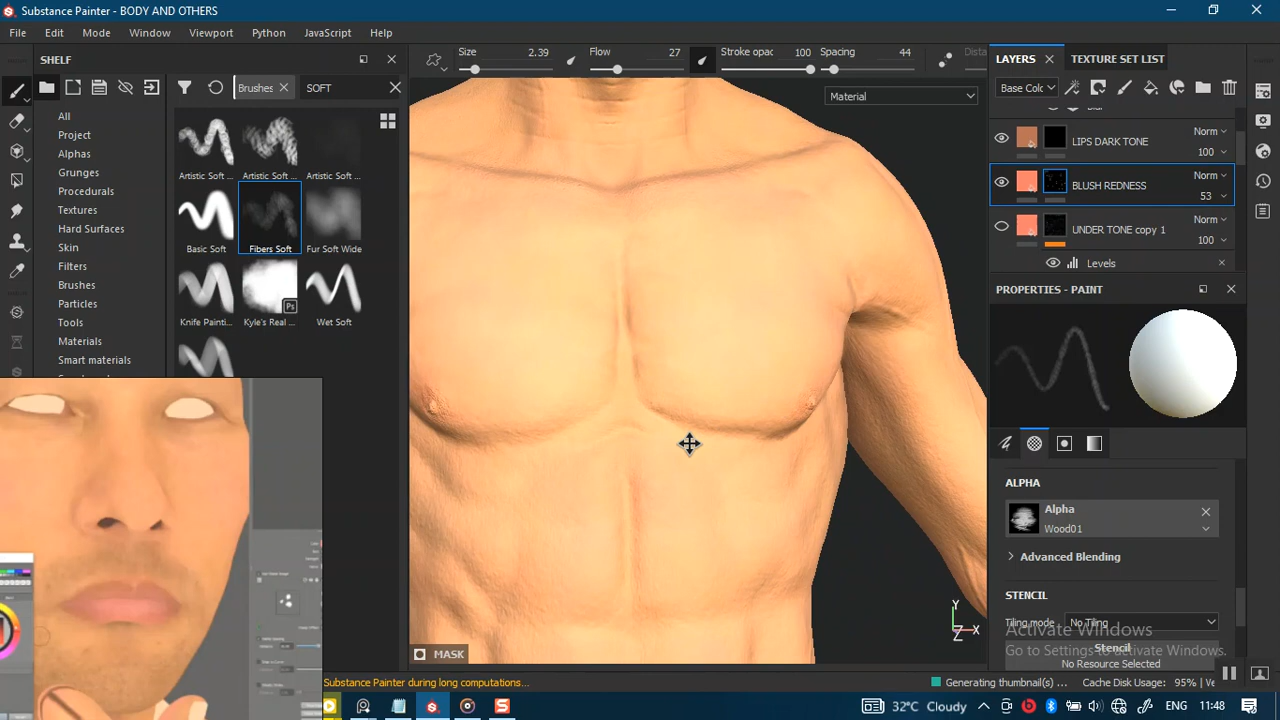 Substance Painter - BODY AND OTHERS
File Edit Mode Window Viewport Python JavaScript Help
SHELF
Size 2.39 Flow 27 Stroke opac 100 Spacing 44 Dista
LAYERS TEXTURE SET LIST
Brushes SOFT
Material
Base Colo
All
Project
Alphas
Grunges
Procedurals
Textures
Hard Surfaces
Skin
Filters
Brushes
Particles
Tools
Materials
Smart materials
Artistic Soft ... Artistic Soft ... Artistic Soft ...
Basic Soft Fibers Soft Fur Soft Wide
Ps
Knife Painti... Kyle's Real ... Wet Soft
LIPS DARK TONE Norm 100
BLUSH REDNESS Norm 53
UNDER TONE copy 1 Norm 100
Levels
PROPERTIES - PAINT
ALPHA
Alpha
Wood01
Advanced Blending
STENCIL
Tiling mode No Tiling
Stencil
No Resource Selected
Activate Windows
Go to Settings to Activate Windows.
Y
Z X
MASK
Substance Painter during long computations...
Generating thumbnail(s) ... Cache Disk Usage: 95% | Ve
32°C Cloudy ENG 11:48